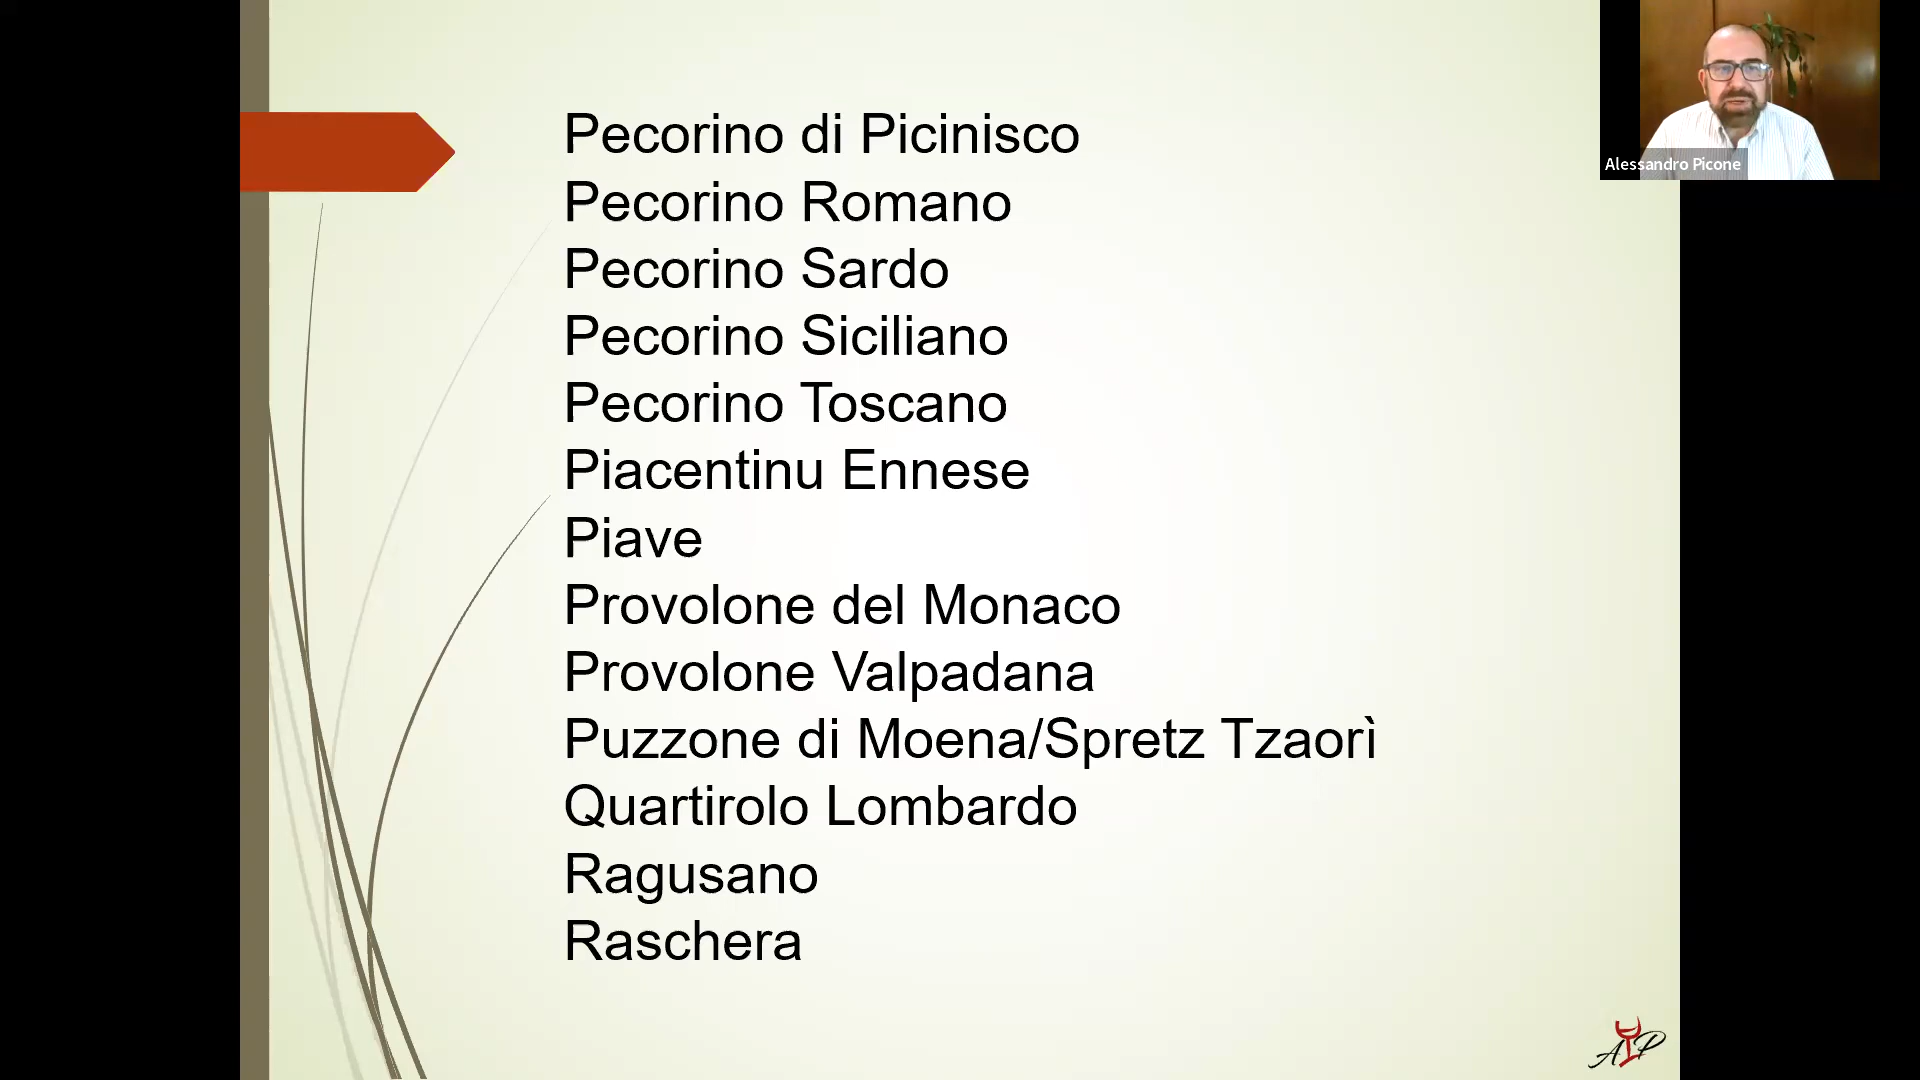 Pecorino di Picinisco
Pecorino Romano
Pecorino Sardo
Pecorino Siciliano
Pecorino Toscano
Piacentinu Ennese
Piave
Provolone del Monaco
Provolone Valpadana
Puzzone di Moena/Spretz Tzaorì
Quartirolo Lombardo
Ragusano
Raschera
Alessandro Picone
AP